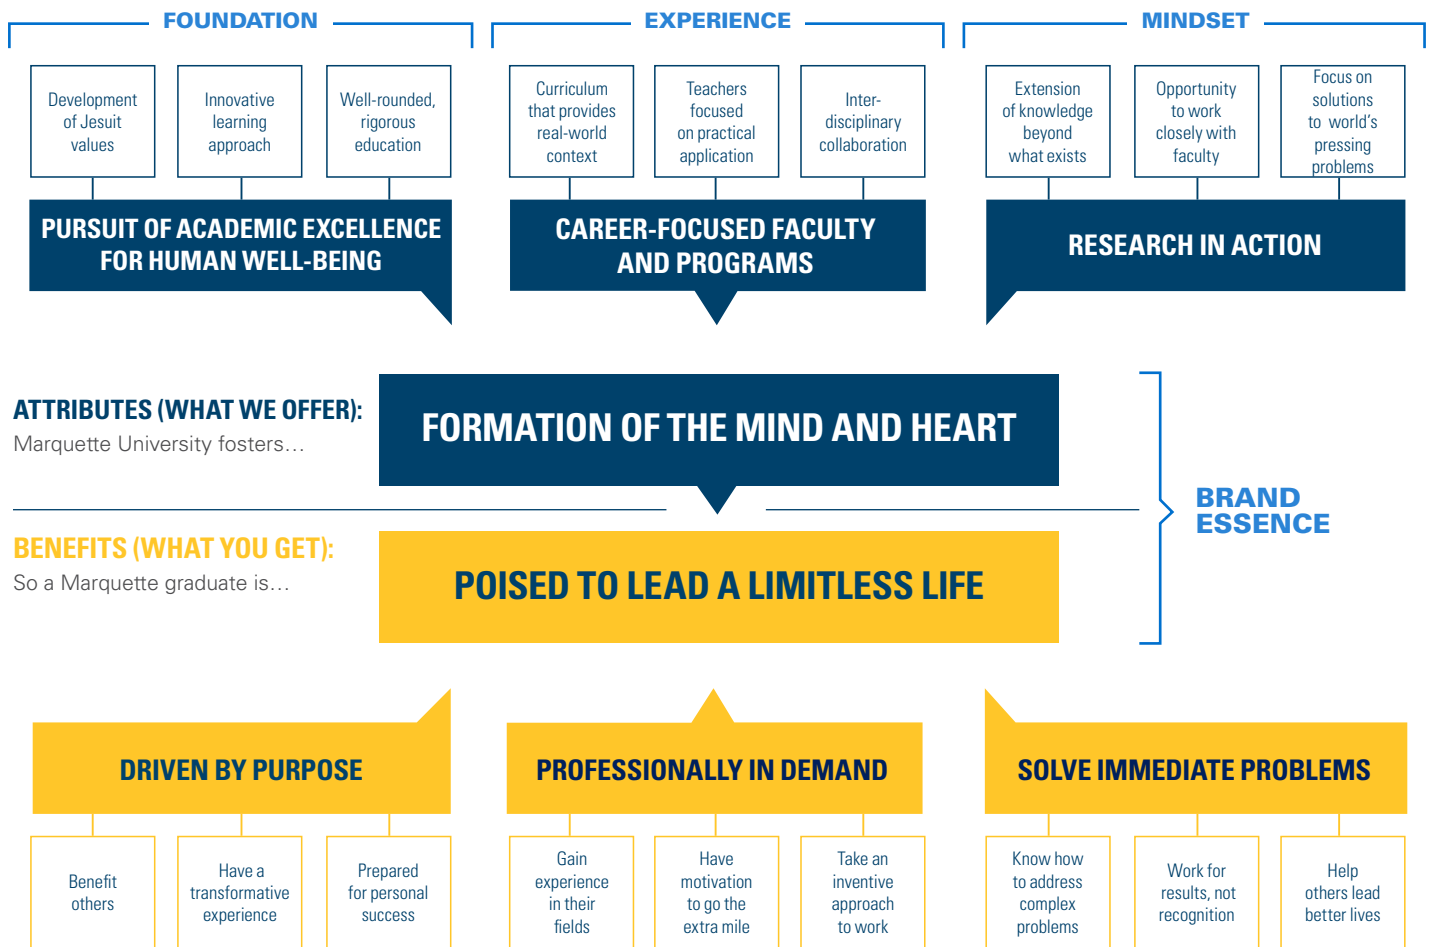 FOUNDATION
EXPERIENCE
MINDSET
Development
of Jesuit
values
Innovative
learning
approach
Well-rounded,
rigorous
education
Curriculum
that provides
real-world
context
Teachers
focused
on practical
application
Inter-
disciplinary
collaboration
Extension
of knowledge
beyond
what exists
Opportunity
to work
closely with
faculty
Focus on
solutions
to world's
pressing
problems
PURSUIT OF ACADEMIC EXCELLENCE
FOR HUMAN WELL-BEING
CAREER-FOCUSED FACULTY
AND PROGRAMS
RESEARCH IN ACTION
ATTRIBUTES (WHAT WE OFFER):
Marquette University fosters…
FORMATION OF THE MIND AND HEART
BRAND
ESSENCE
BENEFITS (WHAT YOU GET):
So a Marquette graduate is…
POISED TO LEAD A LIMITLESS LIFE
DRIVEN BY PURPOSE
PROFESSIONALLY IN DEMAND
SOLVE IMMEDIATE PROBLEMS
Benefit
others
Have a
transformative
experience
Prepared
for personal
success
Gain
experience
in their
fields
Have
motivation
to go the
extra mile
Take an
inventive
approach
to work
Know how
to address
complex
problems
Work for
results, not
recognition
Help
others lead
better lives